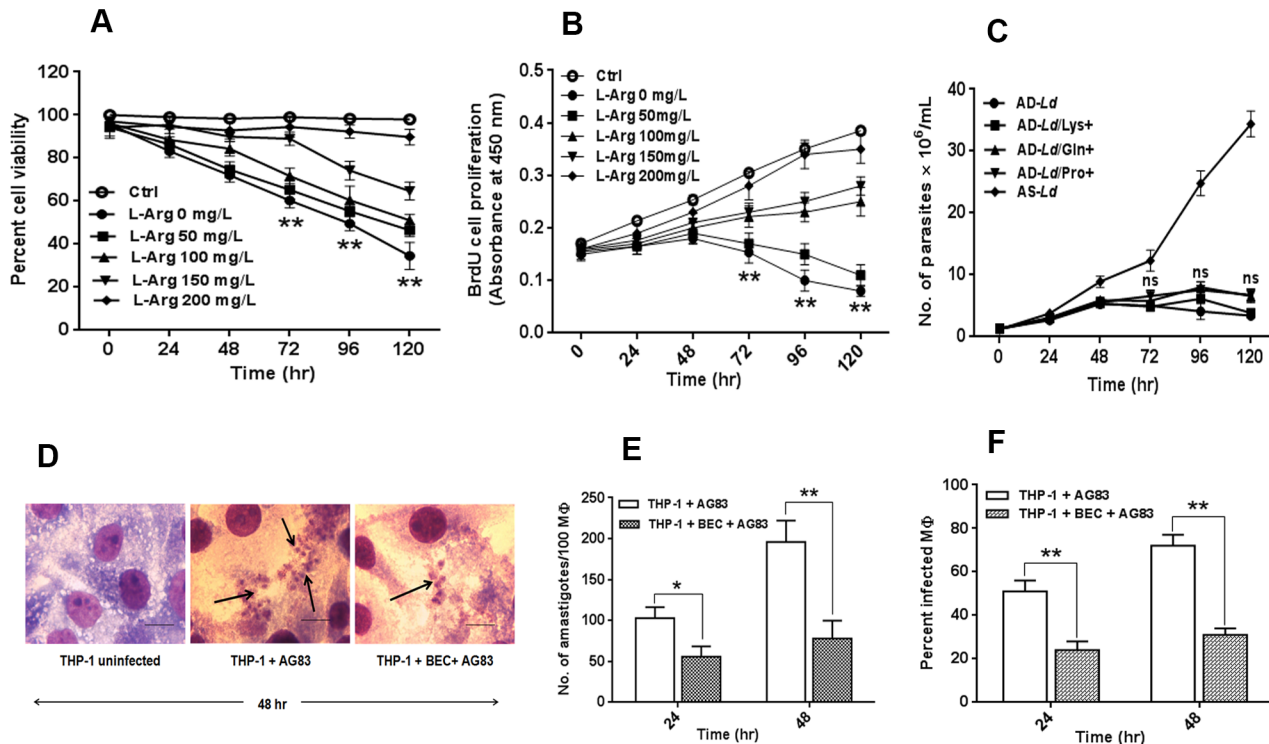 A
Percent cell viability
120
100
80
60
40
20
0
Ctrl
L-Arg 0 mg/L
L-Arg 50 mg/L
L-Arg 100 mg/L
L-Arg 150 mg/L
L-Arg 200 mg/L
**
**
**
0 24 48 72 96 120
Time (hr)
B
BrdU cell proliferation
(Absorbance at 450 nm)
0.5
0.4
0.3
0.2
0.1
0.0
Ctrl
L-Arg 0 mg/L
L-Arg 50mg/L
L-Arg 100mg/L
L-Arg 150mg/L
L-Arg 200mg/L
**
**
**
0 24 48 72 96 120
Time (hr)
C
No. of parasites × 10⁶/mL
40
30
20
10
0
AD-Ld
AD-Ld/Lys+
AD-Ld/Gln+
AD-Ld/Pro+
AS-Ld
ns ns ns
0 24 48 72 96 120
Time (hr)
D
THP-1 uninfected
THP-1 + AG83
THP-1 + BEC+ AG83
48 hr
E
No. of amastigotes/100 MΦ
250
200
150
100
50
0
THP-1 + AG83
THP-1 + BEC + AG83
*
**
24 48
Time (hr)
F
Percent infected MΦ
100
80
60
40
20
0
THP-1 + AG83
THP-1 + BEC + AG83
**
**
24 48
Time (hr)